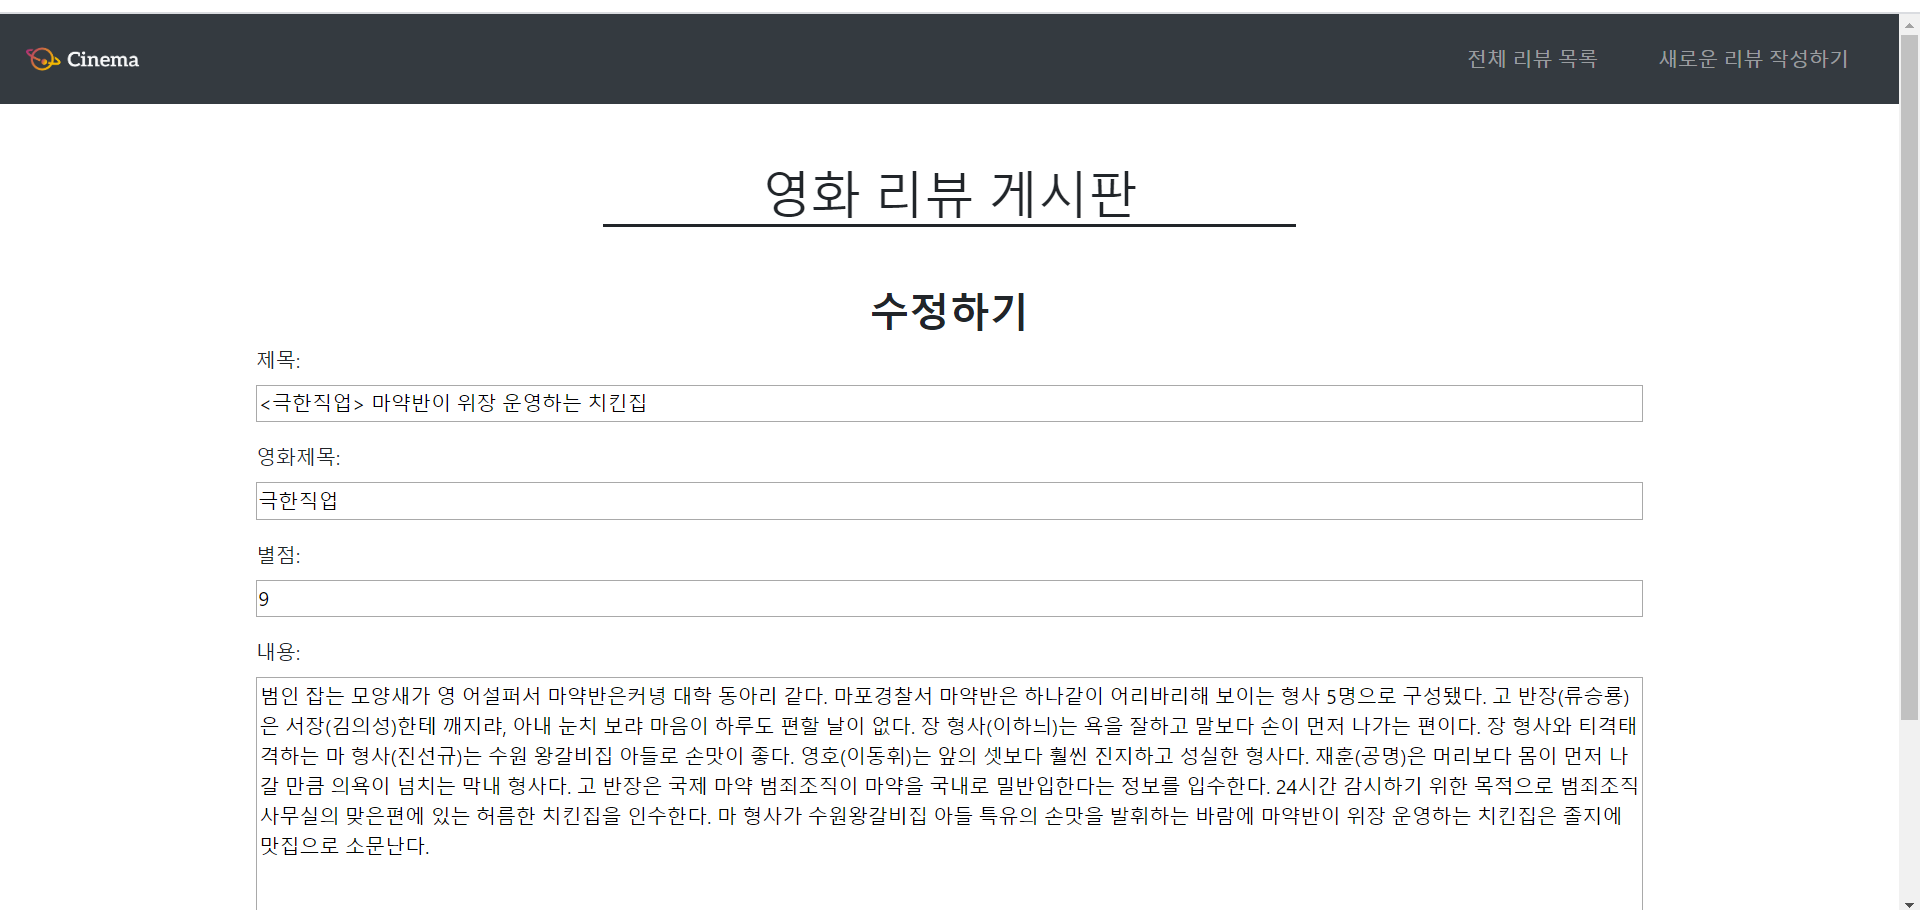 Cinema
전체 리뷰 목록
새로운 리뷰 작성하기
영화 리뷰 게시판
수정하기
제목:
<극한직업> 마약반이 위장 운영하는 치킨집
영화제목:
극한직업
별점:
9
내용:
범인 잡는 모양새가 영 어설퍼서 마약반은커녕 대학 동아리 같다. 마포경찰서 마약반은 하나같이 어리바리해 보이는 형사 5명으로 구성됐다. 고 반장(류승룡)
은 서장(김의성)한테 깨지랴, 아내 눈치 보랴 마음이 하루도 편할 날이 없다. 장 형사(이하늬)는 욕을 잘하고 말보다 손이 먼저 나가는 편이다. 장 형사와 티격태
격하는 마 형사(진선규)는 수원 왕갈비집 아들로 손맛이 좋다. 영호(이동휘)는 앞의 셋보다 훨씬 진지하고 성실한 형사다. 재훈(공명)은 머리보다 몸이 먼저 나
갈 만큼 의욕이 넘치는 막내 형사다. 고 반장은 국제 마약 범죄조직이 마약을 국내로 밀반입한다는 정보를 입수한다. 24시간 감시하기 위한 목적으로 범죄조직
사무실의 맞은편에 있는 허름한 치킨집을 인수한다. 마 형사가 수원왕갈비집 아들 특유의 손맛을 발휘하는 바람에 마약반이 위장 운영하는 치킨집은 졸지에
맛집으로 소문난다.